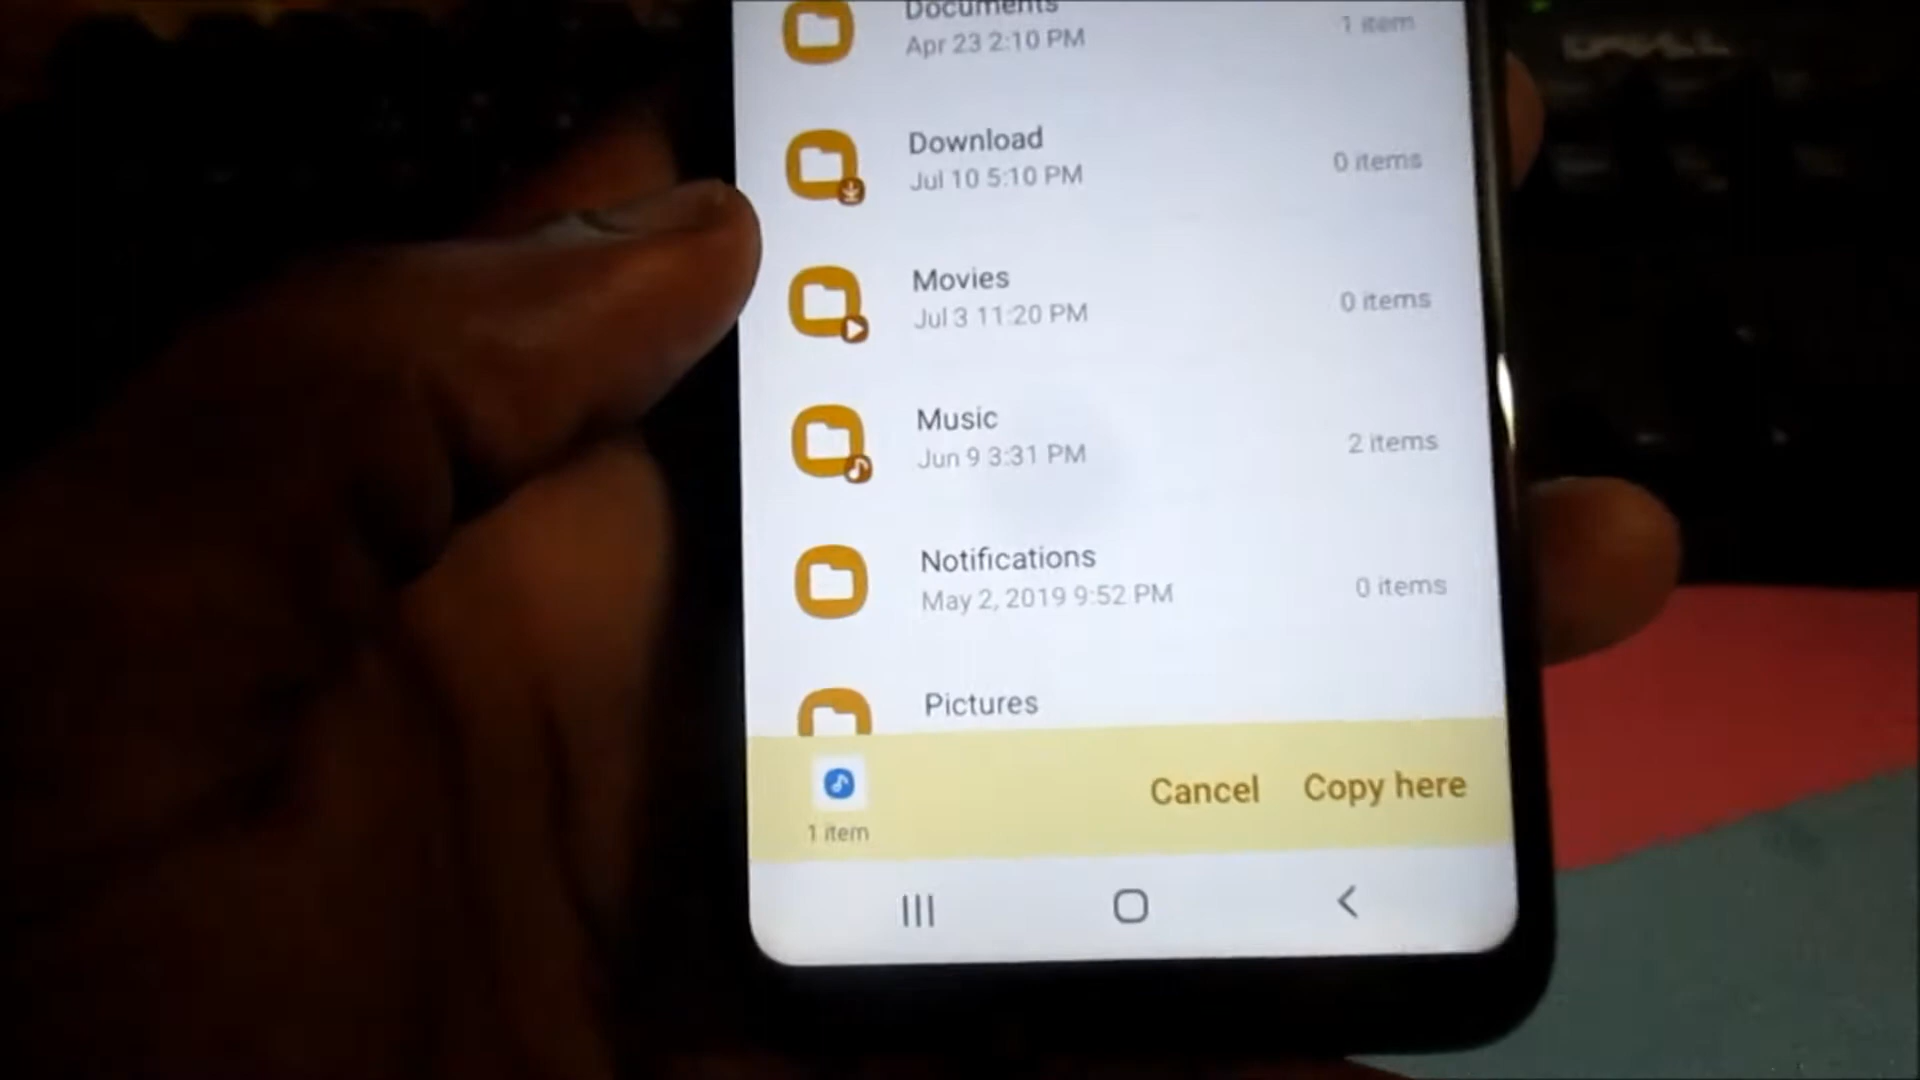 Documents
Apr 23 2:10 PM
1 item
Download
Jul 10 5:10 PM
0 items
Movies
Jul 3 11:20 PM
0 items
Music
Jun 9 3:31 PM
2 items
Notifications
May 2, 2019 9:52 PM
0 items
Pictures
1 item
Cancel
Copy here
DELL